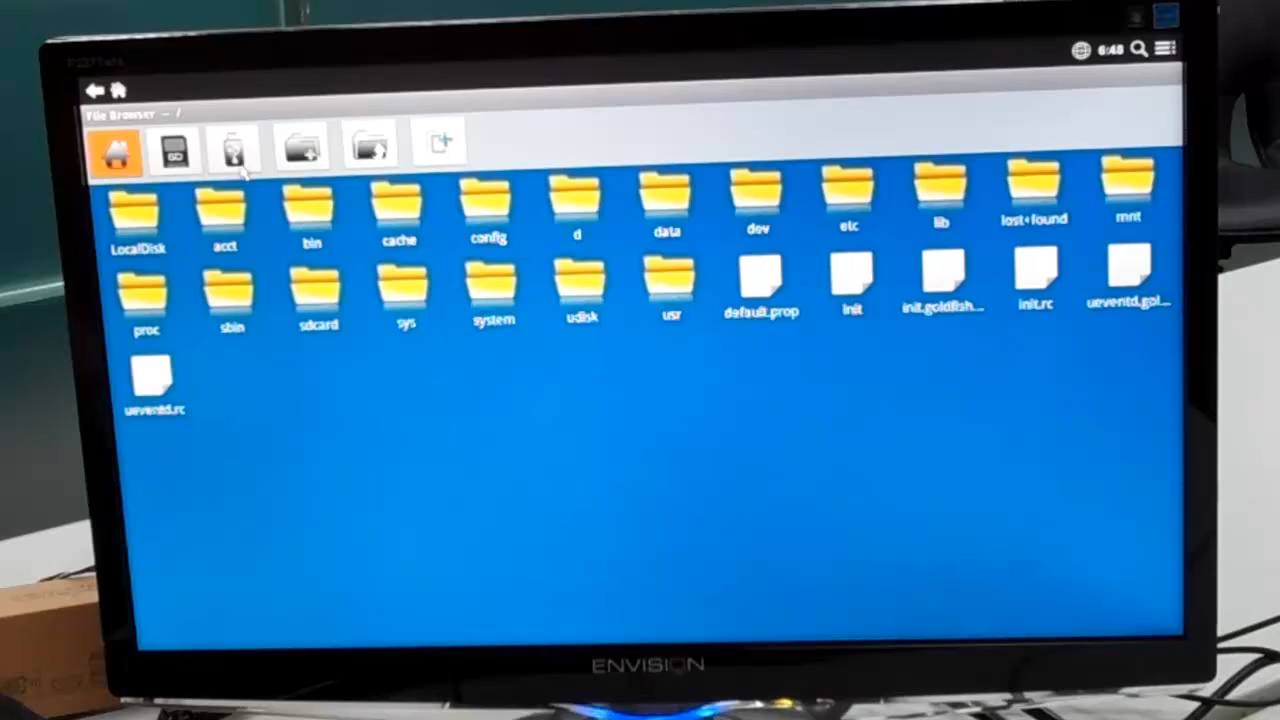 6:48
File Browser - /
SD
LocalDisk acct bin cache config d data dev etc lib lost+found mnt
proc sbin sdcard sys system udisk usr default.prop init init.goldfish... init.rc ueventd.gol...
ueventd.rc
ENVISION